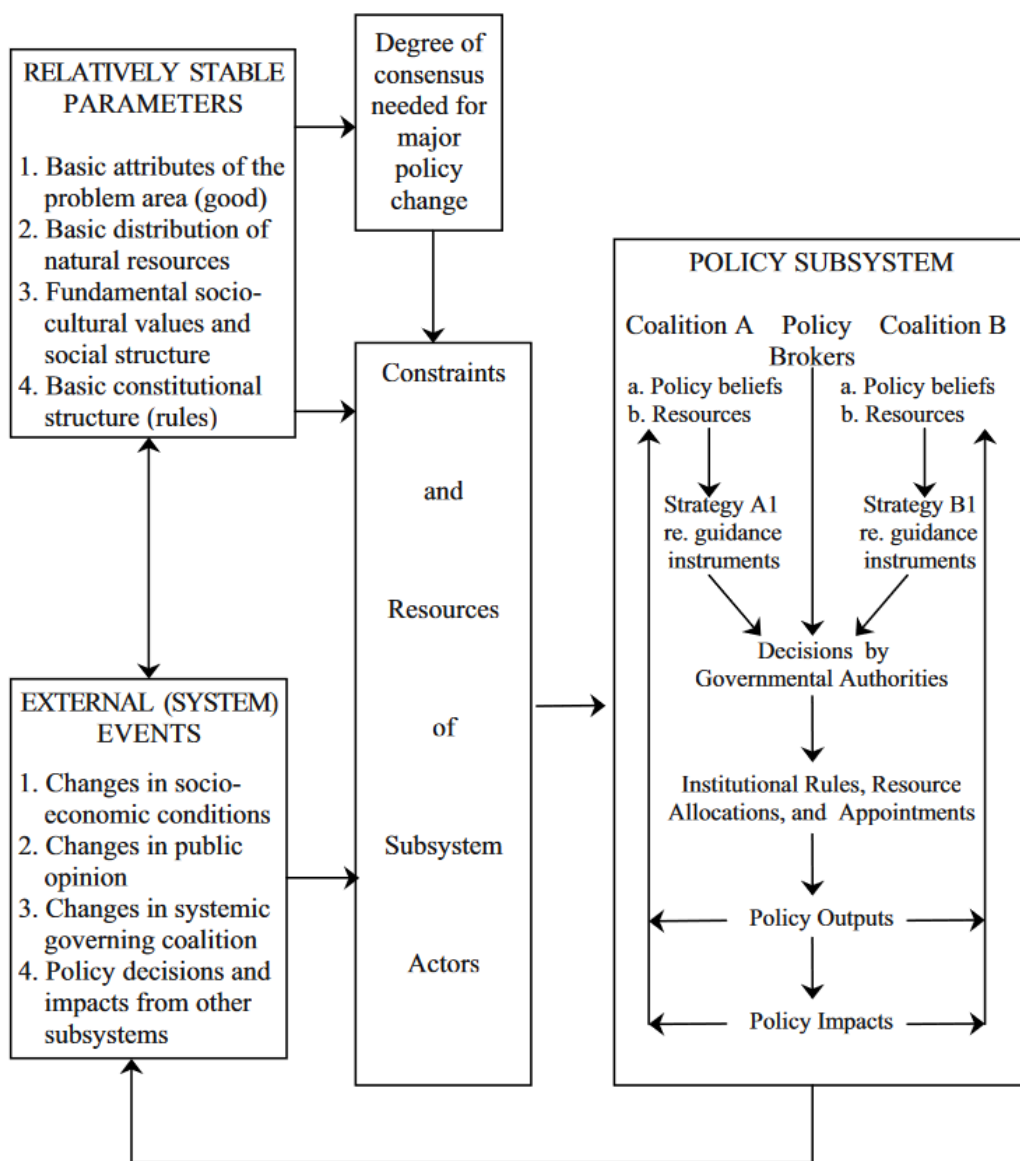 RELATIVELY STABLE
PARAMETERS
1. Basic attributes of the
problem area (good)
2. Basic distribution of
natural resources
3. Fundamental socio-
cultural values and
social structure
4. Basic constitutional
structure (rules)
Degree of
consensus
needed for
major
policy
change
EXTERNAL (SYSTEM)
EVENTS
1. Changes in socio-
economic conditions
2. Changes in public
opinion
3. Changes in systemic
governing coalition
4. Policy decisions and
impacts from other
subsystems
Constraints
and
Resources
of
Subsystem
Actors
POLICY SUBSYSTEM
Coalition A
Policy
Brokers
Coalition B
a. Policy beliefs
b. Resources
a. Policy beliefs
b. Resources
Strategy A1
re. guidance
instruments
Strategy B1
re. guidance
instruments
Decisions by
Governmental Authorities
Institutional Rules, Resource
Allocations, and Appointments
Policy Outputs
Policy Impacts